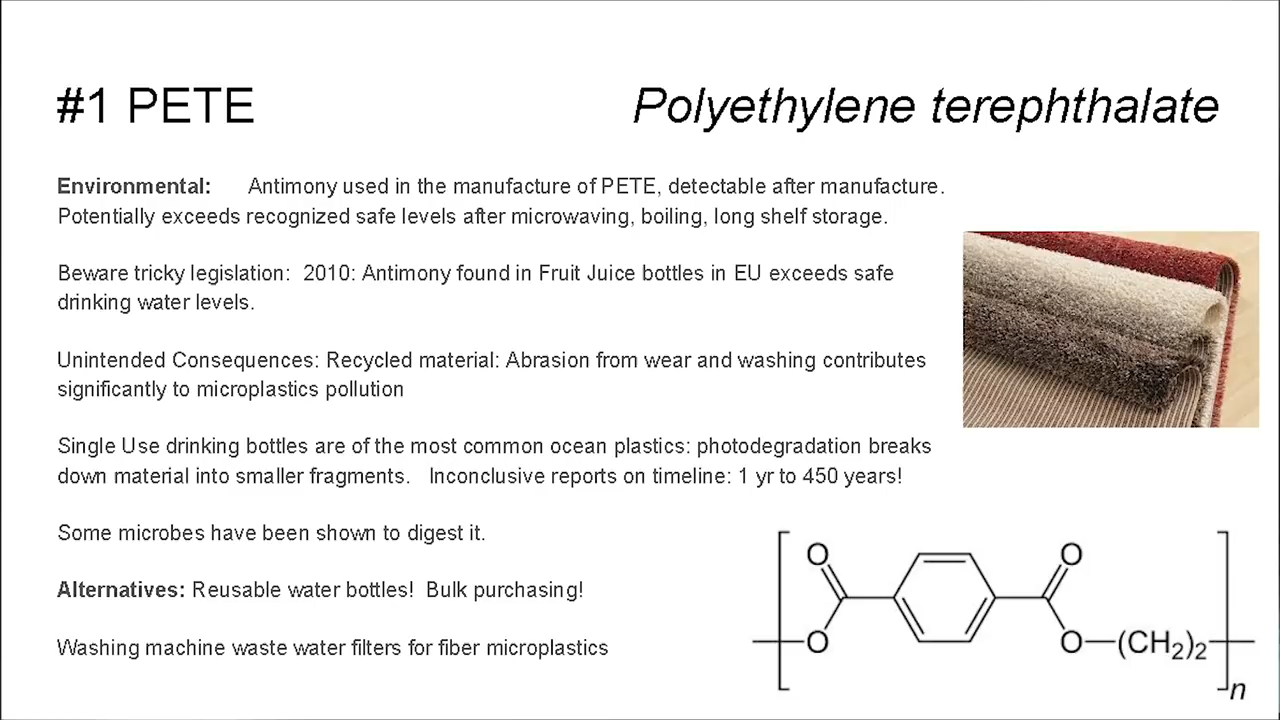 #1 PETE
Polyethylene terephthalate
Environmental: Antimony used in the manufacture of PETE, detectable after manufacture.
Potentially exceeds recognized safe levels after microwaving, boiling, long shelf storage.
Beware tricky legislation: 2010: Antimony found in Fruit Juice bottles in EU exceeds safe
drinking water levels.
Unintended Consequences: Recycled material: Abrasion from wear and washing contributes
significantly to microplastics pollution
Single Use drinking bottles are of the most common ocean plastics: photodegradation breaks
down material into smaller fragments. Inconclusive reports on timeline: 1 yr to 450 years!
Some microbes have been shown to digest it.
Alternatives: Reusable water bottles! Bulk purchasing!
Washing machine waste water filters for fiber microplastics
O O
O O (CH₂)₂
n